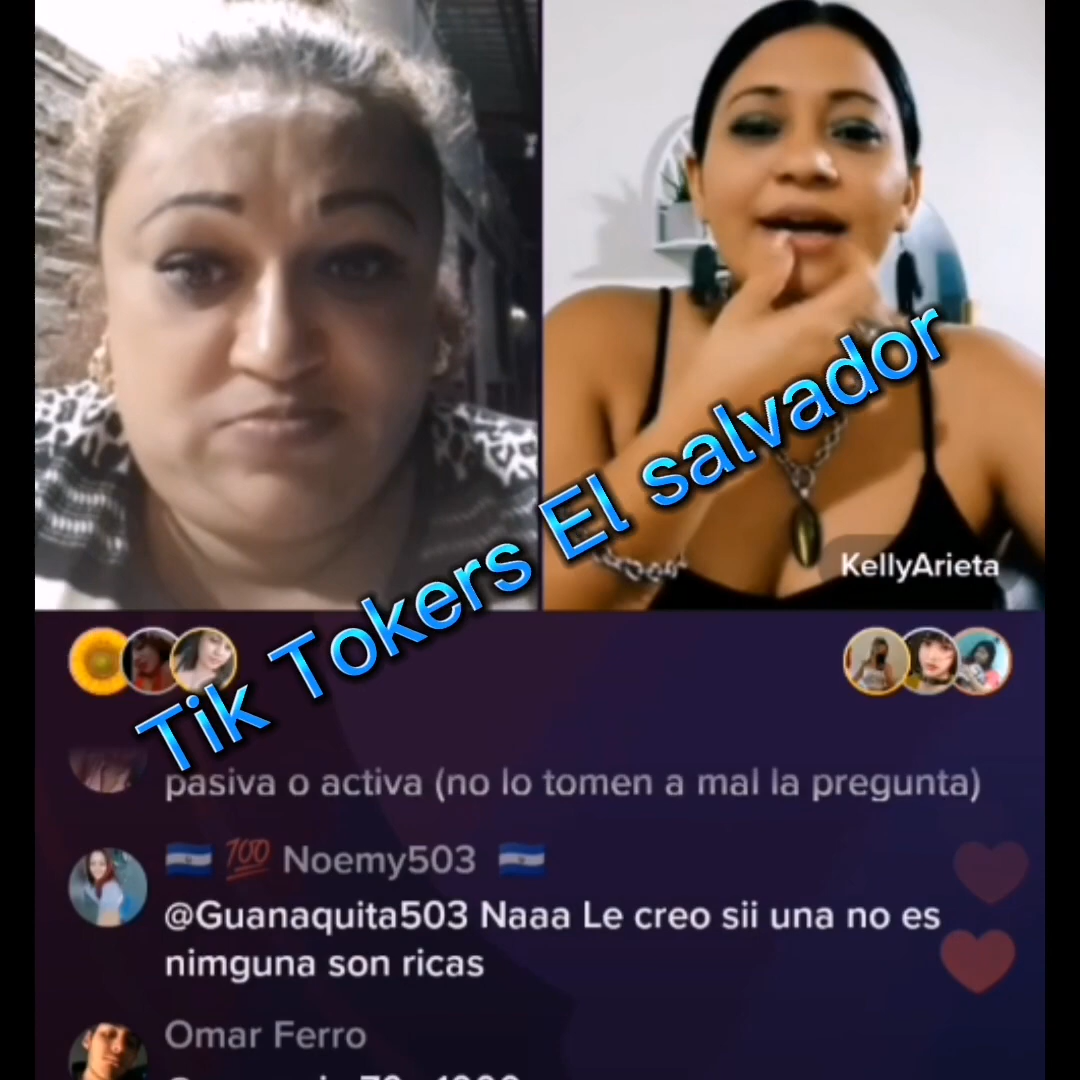 KellyArieta
Tik Tokers El salvador
pasiva o activa (no lo tomen a mal la pregunta)
🇸🇻 💯 Noemy503 🇸🇻
@Guanaquita503 Naaa Le creo sii una no es
nimguna son ricas
Omar Ferro